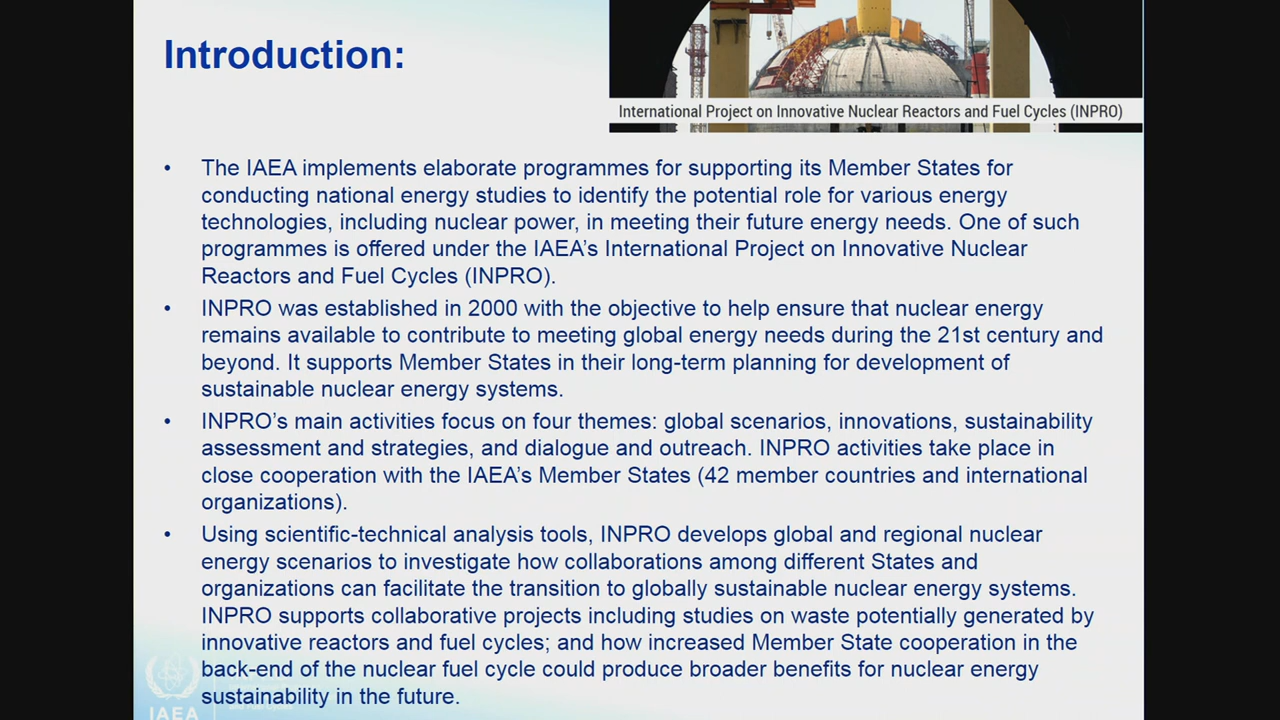 Introduction:
International Project on Innovative Nuclear Reactors and Fuel Cycles (INPRO)
• The IAEA implements elaborate programmes for supporting its Member States for
conducting national energy studies to identify the potential role for various energy
technologies, including nuclear power, in meeting their future energy needs. One of such
programmes is offered under the IAEA’s International Project on Innovative Nuclear
Reactors and Fuel Cycles (INPRO).
• INPRO was established in 2000 with the objective to help ensure that nuclear energy
remains available to contribute to meeting global energy needs during the 21st century and
beyond. It supports Member States in their long-term planning for development of
sustainable nuclear energy systems.
• INPRO’s main activities focus on four themes: global scenarios, innovations, sustainability
assessment and strategies, and dialogue and outreach. INPRO activities take place in
close cooperation with the IAEA’s Member States (42 member countries and international
organizations).
• Using scientific-technical analysis tools, INPRO develops global and regional nuclear
energy scenarios to investigate how collaborations among different States and
organizations can facilitate the transition to globally sustainable nuclear energy systems.
INPRO supports collaborative projects including studies on waste potentially generated by
innovative reactors and fuel cycles; and how increased Member State cooperation in the
back-end of the nuclear fuel cycle could produce broader benefits for nuclear energy
sustainability in the future.
IAEA